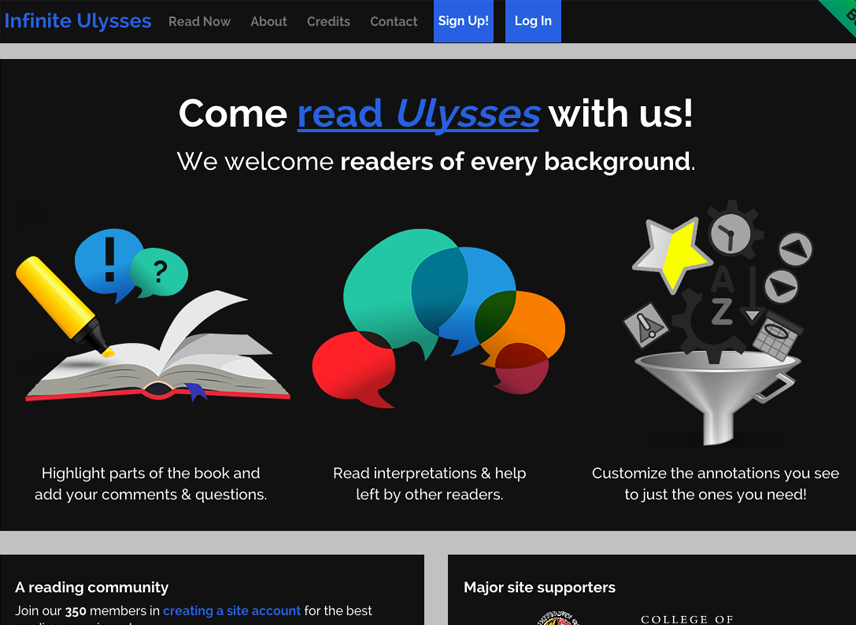 Infinite Ulysses Read Now About Credits Contact Sign Up! Log In
Come read Ulysses with us!
We welcome readers of every background.
! ?
A
Z
Highlight parts of the book and
add your comments & questions.
Read interpretations & help
left by other readers.
Customize the annotations you see
to just the ones you need!
A reading community
Join our 350 members in creating a site account for the best
Major site supporters
COLLEGE OF